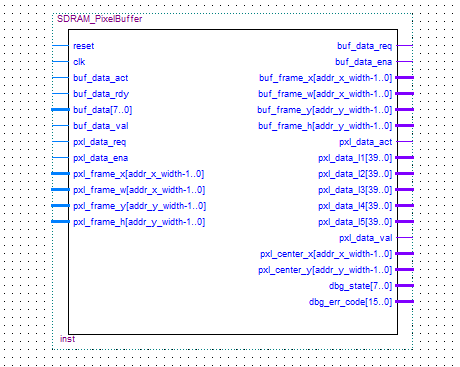 SDRAM_PixelBuffer
reset
clk
buf_data_act
buf_data_rdy
buf_data[7..0]
buf_data_val
pxl_data_req
pxl_data_ena
pxl_frame_x[addr_x_width-1..0]
pxl_frame_w[addr_x_width-1..0]
pxl_frame_y[addr_y_width-1..0]
pxl_frame_h[addr_y_width-1..0]
buf_data_req
buf_data_ena
buf_frame_x[addr_x_width-1..0]
buf_frame_w[addr_x_width-1..0]
buf_frame_y[addr_y_width-1..0]
buf_frame_h[addr_y_width-1..0]
pxl_data_act
pxl_data_l1[39..0]
pxl_data_l2[39..0]
pxl_data_l3[39..0]
pxl_data_l4[39..0]
pxl_data_l5[39..0]
pxl_data_val
pxl_center_x[addr_x_width-1..0]
pxl_center_y[addr_y_width-1..0]
dbg_state[7..0]
dbg_err_code[15..0]
inst